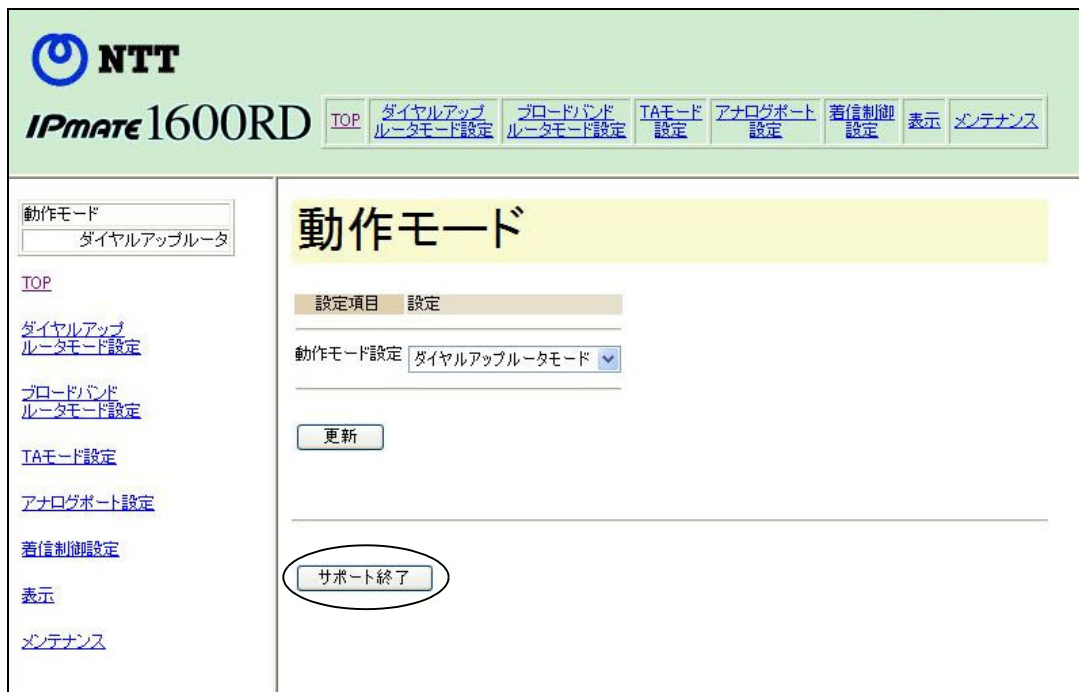 NTT
IPmate 1600RD
TOP
ダイヤルアップ
ルータモード設定
ブロードバンド
ルータモード設定
TAモード
設定
アナログポート
設定
着信制御
設定
表示
メンテナンス
動作モード
ダイヤルアップルータ
TOP
ダイヤルアップ
ルータモード設定
ブロードバンド
ルータモード設定
TAモード設定
アナログポート設定
着信制御設定
表示
メンテナンス
動作モード
設定項目 設定
動作モード設定 ダイヤルアップルータモード
更新
サポート終了